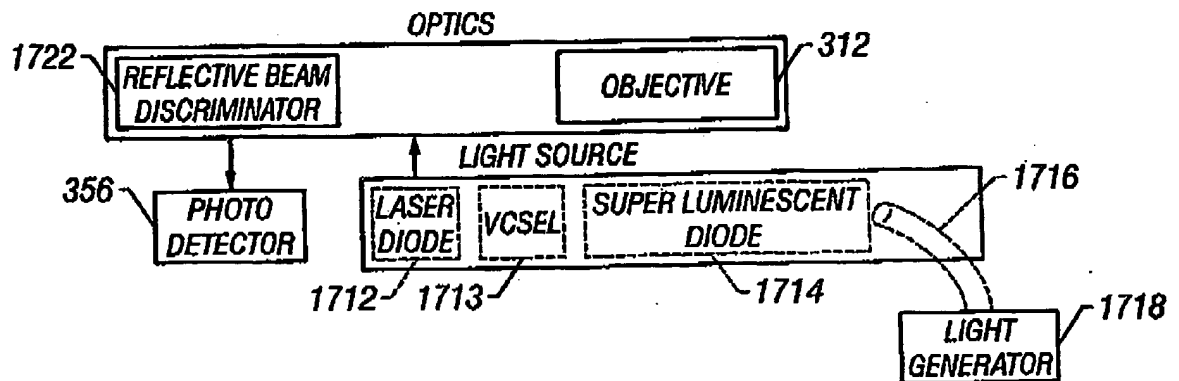 OPTICS
1722
REFLECTIVE BEAM
DISCRIMINATOR
OBJECTIVE
312
LIGHT SOURCE
356
PHOTO
DETECTOR
LASER
DIODE
VCSEL
SUPER LUMINESCENT
DIODE
1716
1712
1713
1714
LIGHT
GENERATOR
1718